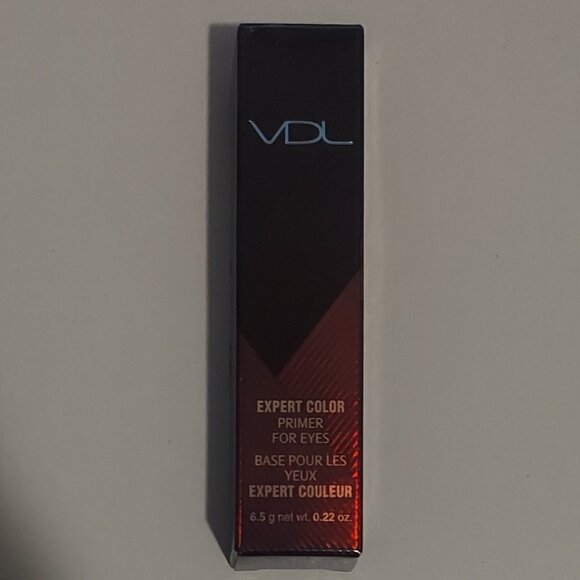 VDL
EXPERT COLOR
PRIMER
FOR EYES
BASE POUR LES
YEUX
EXPERT COULEUR
6.5 g net wt. 0.22 oz.